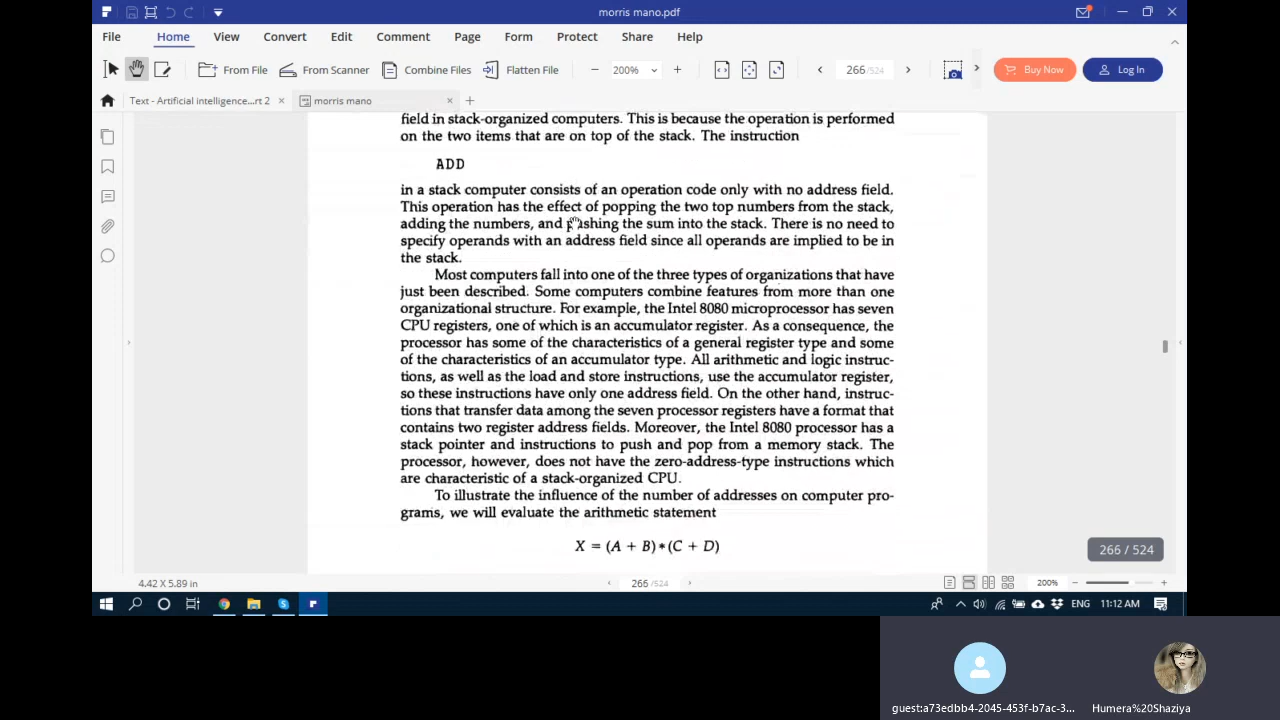 morris mano.pdf
File Home View Convert Edit Comment Page Form Protect Share Help
From File From Scanner Combine Files Flatten File 200% 266 /524 Buy Now Log In
Text - Artificial intelligence...rt 2 morris mano
field in stack-organized computers. This is because the operation is performed
on the two items that are on top of the stack. The instruction
ADD
in a stack computer consists of an operation code only with no address field.
This operation has the effect of popping the two top numbers from the stack,
adding the numbers, and pushing the sum into the stack. There is no need to
specify operands with an address field since all operands are implied to be in
the stack.
Most computers fall into one of the three types of organizations that have
just been described. Some computers combine features from more than one
organizational structure. For example, the Intel 8080 microprocessor has seven
CPU registers, one of which is an accumulator register. As a consequence, the
processor has some of the characteristics of a general register type and some
of the characteristics of an accumulator type. All arithmetic and logic instruc-
tions, as well as the load and store instructions, use the accumulator register,
so these instructions have only one address field. On the other hand, instruc-
tions that transfer data among the seven processor registers have a format that
contains two register address fields. Moreover, the Intel 8080 processor has a
stack pointer and instructions to push and pop from a memory stack. The
processor, however, does not have the zero-address-type instructions which
are characteristic of a stack-organized CPU.
To illustrate the influence of the number of addresses on computer pro-
grams, we will evaluate the arithmetic statement
X = (A + B)*(C + D)
266 / 524
4.42 X 5.89 in 266 /524 200%
ENG 11:12 AM
guest:a73edbb4-2045-453f-b7ac-3... Humera%20Shaziya